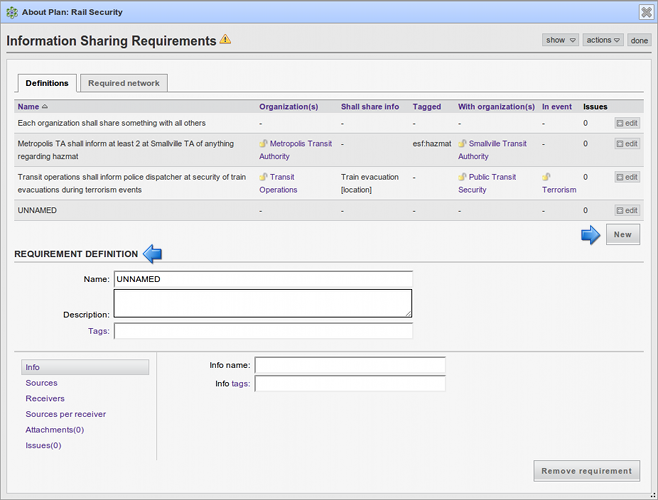 About Plan: Rail Security
Information Sharing Requirements
show actions done
Definitions Required network
Name Organization(s) Shall share info Tagged With organization(s) In event Issues
Each organization shall share something with all others - - - - - 0 edit
Metropolis TA shall inform at least 2 at Smallville TA of anything Metropolis Transit - esf:hazmat Smallville Transit - 0 edit
regarding hazmat Authority Authority
Transit operations shall inform police dispatcher at security of train Transit Train evacuation - Public Transit 0 edit
evacuations during terrorism events Operations [location] Security Terrorism
UNNAMED - - - - - 0 edit
New
REQUIREMENT DEFINITION
Name: UNNAMED
Description:
Tags:
Info Info name:
Sources Info tags:
Receivers
Sources per receiver
Attachments(0)
Issues(0)
Remove requirement